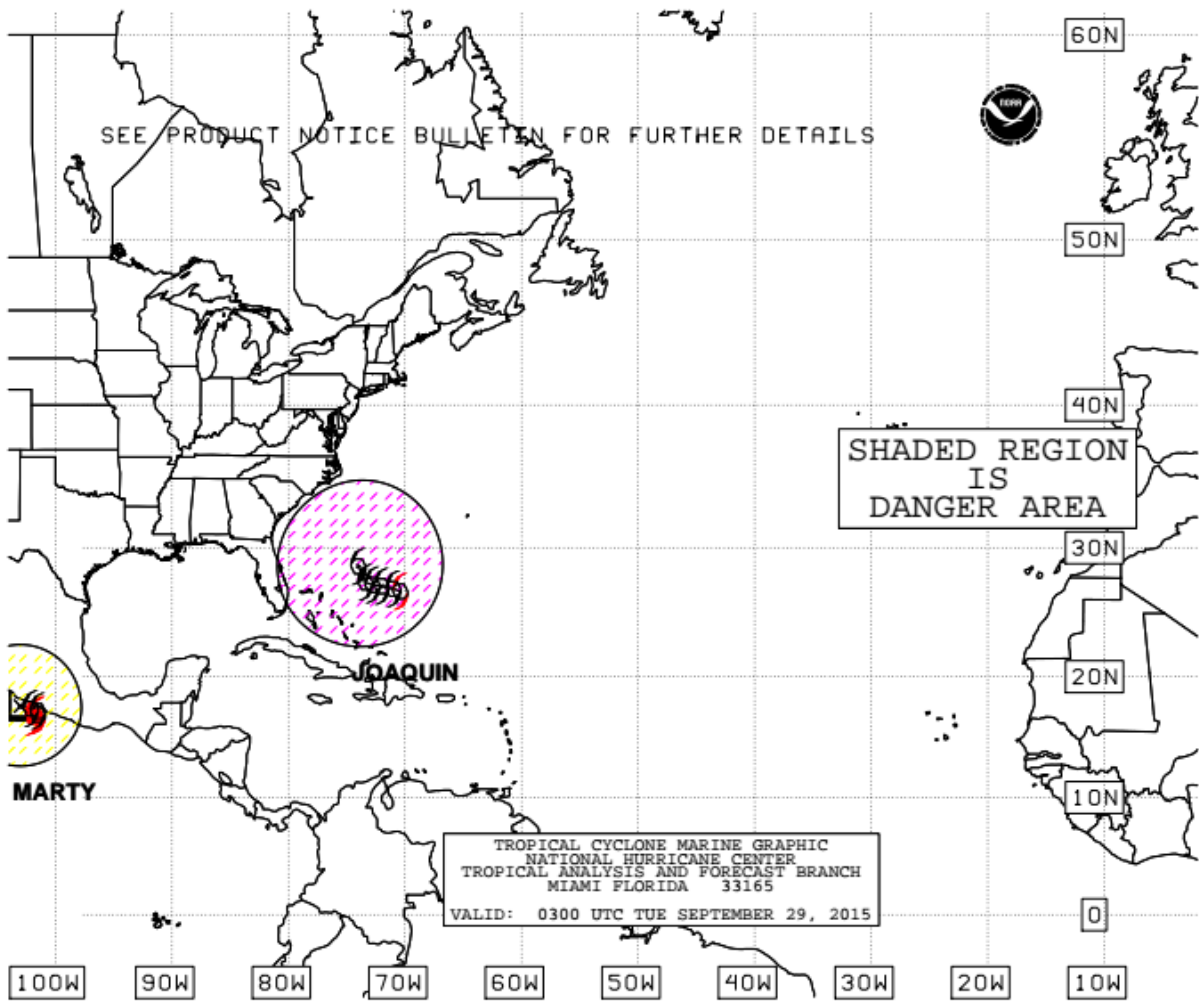 60N
NOAA
SEE PRODUCT NOTICE BULLETIN FOR FURTHER DETAILS
50N
40N
SHADED REGION
IS
DANGER AREA
30N
JOAQUIN
20N
MARTY
10N
TROPICAL CYCLONE MARINE GRAPHIC
NATIONAL HURRICANE CENTER
TROPICAL ANALYSIS AND FORECAST BRANCH
MIAMI FLORIDA 33165
VALID: 0300 UTC TUE SEPTEMBER 29, 2015
0
100W 90W 80W 70W 60W 50W 40W 30W 20W 10W